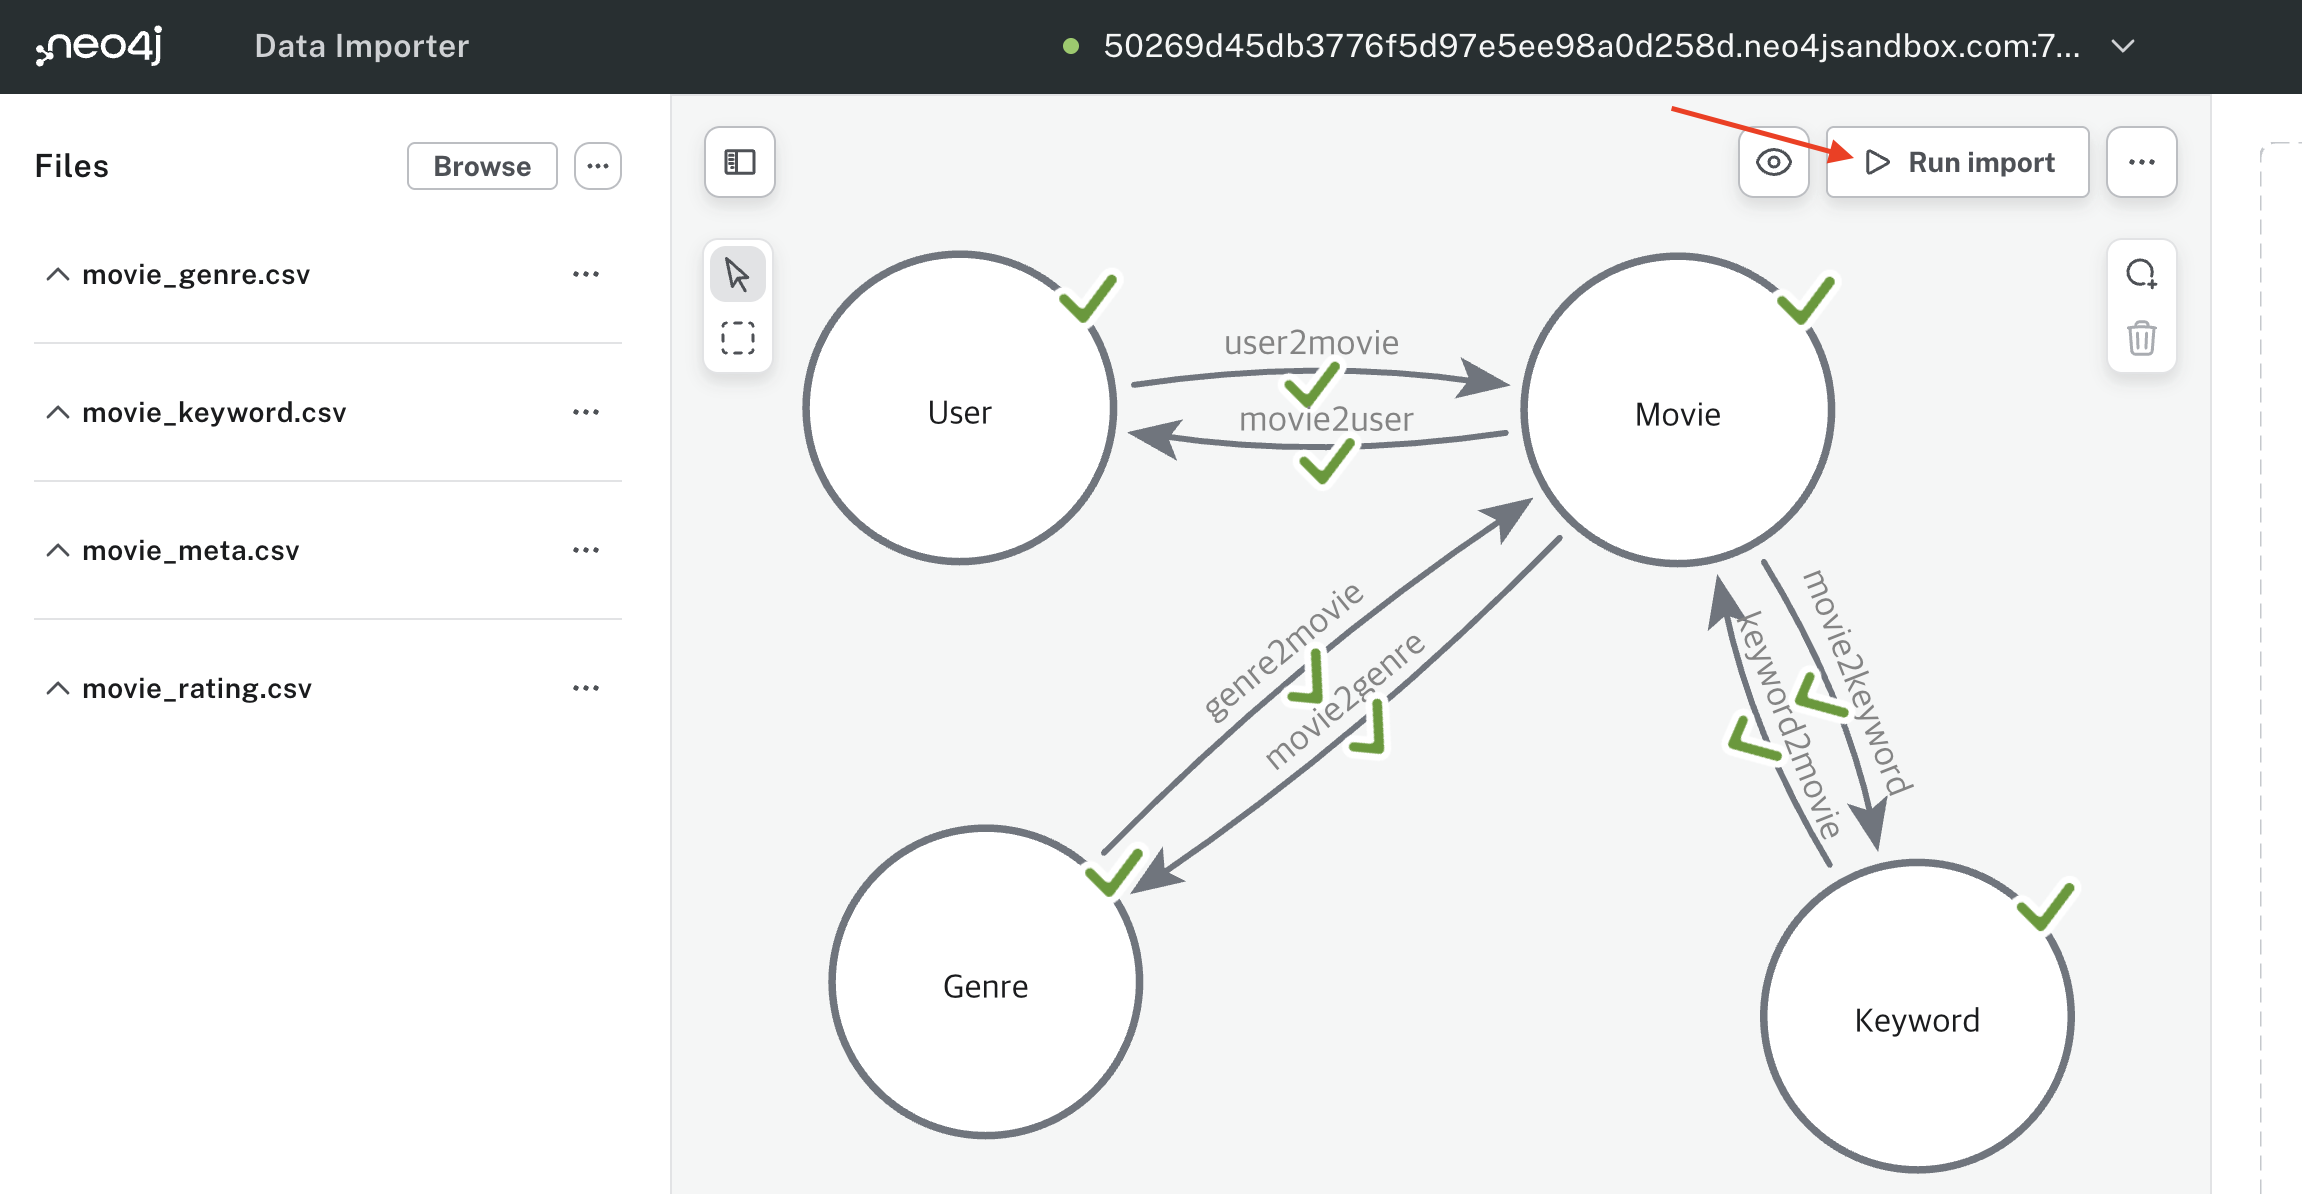 neo4j
Data Importer
50269d45db3776f5d97e5ee98a0d258d.neo4jsandbox.com:7...
Files
Browse
movie_genre.csv
movie_keyword.csv
movie_meta.csv
movie_rating.csv
Run import
User
user2movie
movie2user
Movie
genre2movie
movie2genre
movie2keyword
keyword2movie
Genre
Keyword